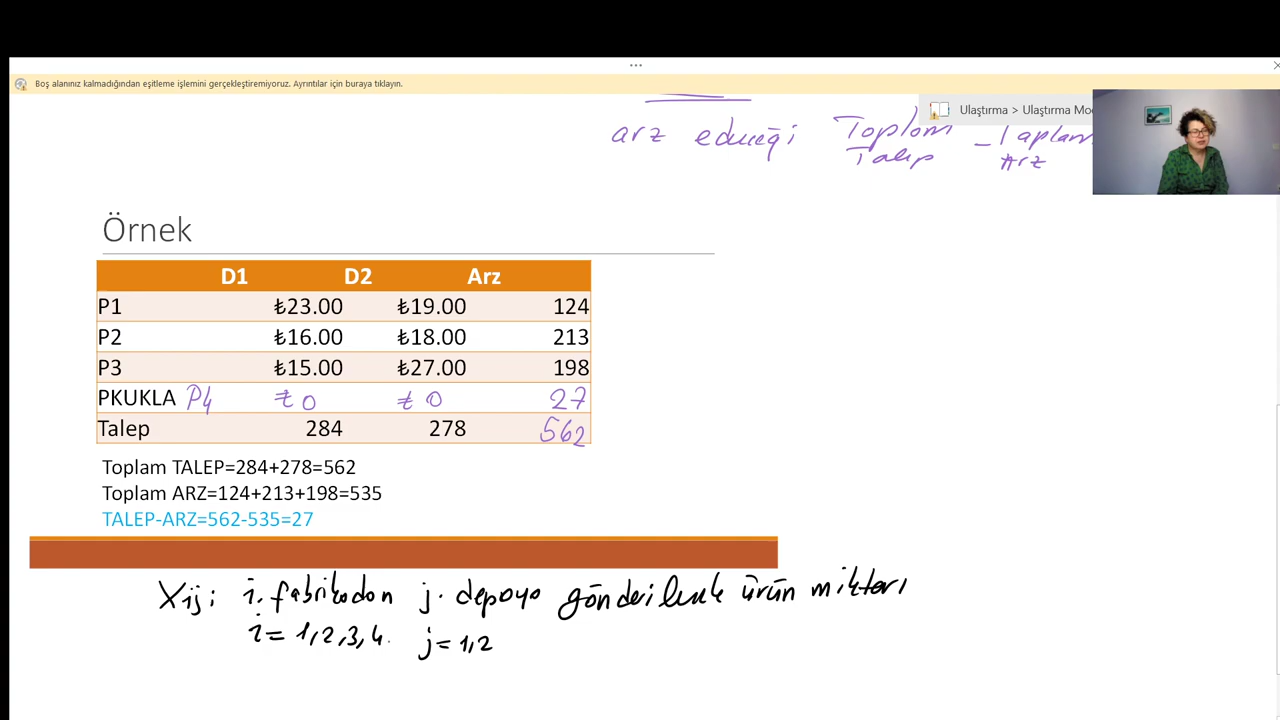 Boş alanınız kalmadığından eşitleme işlemini gerçekleştiremiyoruz. Ayrıntılar için buraya tıklayın.
Ulaştırma > Ulaştırma Mo
arz edeceği Toplam Talep - Toplam Arz
Örnek
D1 D2 Arz
P1 ₺23.00 ₺19.00 124
P2 ₺16.00 ₺18.00 213
P3 ₺15.00 ₺27.00 198
PKUKLA P4 ₺0 ₺0 27
Talep 284 278 562
Toplam TALEP=284+278=562
Toplam ARZ=124+213+198=535
TALEP-ARZ=562-535=27
Xij: i. fabrikadan j. depoya gönderilecek ürün miktarı
i=1,2,3,4. j=1,2